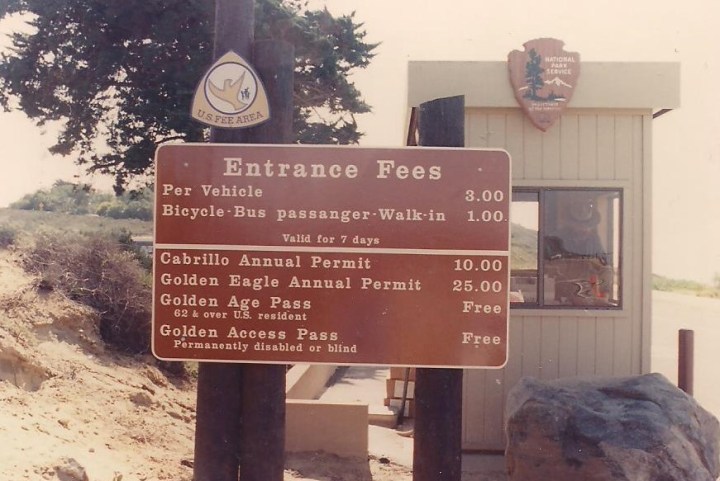 U.S. FEE AREA
NATIONAL
PARK
SERVICE
Entrance Fees
Per Vehicle 3.00
Bicycle-Bus passanger-Walk-in 1.00
Valid for 7 days
Cabrillo Annual Permit 10.00
Golden Eagle Annual Permit 25.00
Golden Age Pass Free
62 & over U.S. resident
Golden Access Pass Free
Permanently disabled or blind